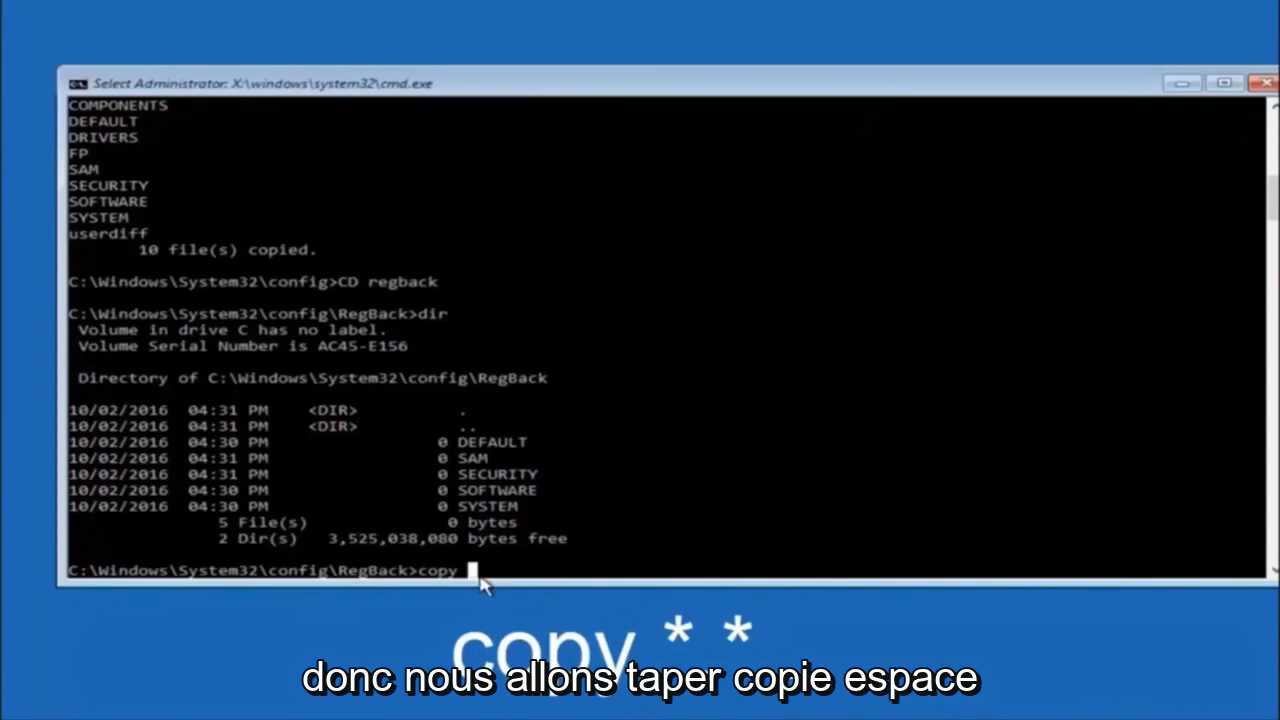 Select Administrator: X:\windows\system32\cmd.exe
COMPONENTS
DEFAULT
DRIVERS
FP
SAM
SECURITY
SOFTWARE
SYSTEM
userdiff
10 file(s) copied.
C:\Windows\System32\config>CD regback
C:\Windows\System32\config\RegBack>dir
Volume in drive C has no label.
Volume Serial Number is AC45-E156
Directory of C:\Windows\System32\config\RegBack
10/02/2016 04:31 PM <DIR> .
10/02/2016 04:31 PM <DIR> ..
10/02/2016 04:30 PM 0 DEFAULT
10/02/2016 04:31 PM 0 SAM
10/02/2016 04:31 PM 0 SECURITY
10/02/2016 04:30 PM 0 SOFTWARE
10/02/2016 04:30 PM 0 SYSTEM
5 File(s) 0 bytes
2 Dir(s) 3,525,038,080 bytes free
C:\Windows\System32\config\RegBack>copy
copy * *
donc nous allons taper copie espace